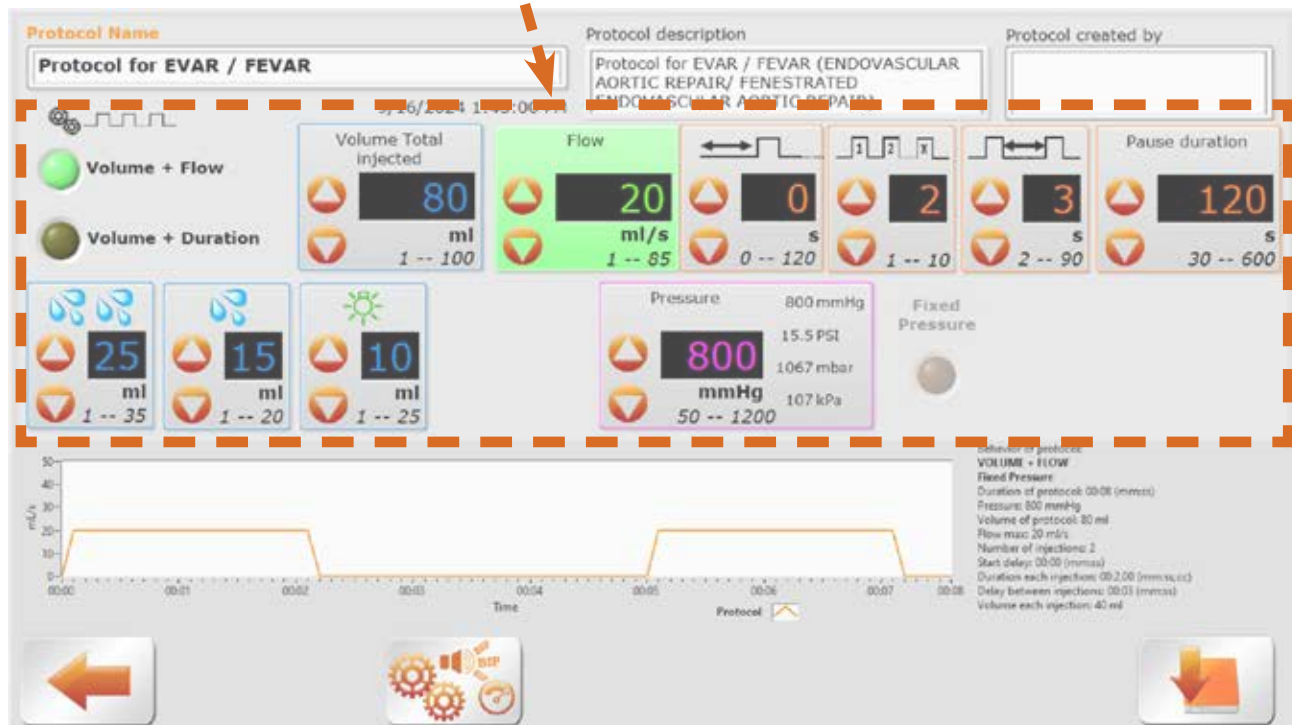 Protocol Name
Protocol description
Protocol created by
Protocol for EVAR / FEVAR
Protocol for EVAR / FEVAR (ENDOVASCULAR
AORTIC REPAIR/ FENESTRATED
ENDOVASCULAR AORTIC REPAIR)
Volume + Flow
Volume + Duration
Volume Total
injected
80
ml
1 -- 100
Flow
20
ml/s
1 -- 85
0
s
0 -- 120
1 2 X
2
1 -- 10
3
s
2 -- 90
Pause duration
120
s
30 -- 600
25
ml
1 -- 35
15
ml
1 -- 20
10
ml
1 -- 25
Pressure
800
mmHg
50 -- 1200
800 mmHg
15.5 PSI
1067 mbar
107 kPa
Fixed
Pressure
Behavior of protocol:
VOLUME + FLOW
Fixed Pressure
Duration of protocol: 00:08 (mm:ss)
Pressure: 800 mmHg
Volume of protocol: 80 ml
Flow max: 20 ml/s
Number of injections: 2
Start delay: 00:00 (mm:ss)
Duration each injection: 00:2,00 (mm:ss,cc)
Delay between injections: 00:03 (mm:ss)
Volume each injection: 40 ml
mL/s
50
40
30
20
10
0
00:00 00:01 00:02 00:03 00:04 00:05 00:06 00:07 00:08
Time
Protocol
BIP